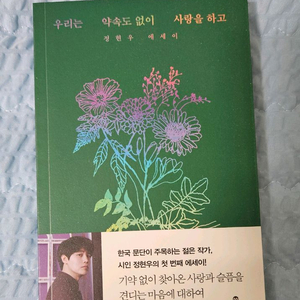 우리는 약속도 없이 사랑을 하고
정현우 에세이
한국 문단이 주목하는 젊은 작가,
시인 정현우의 첫 번째 에세이!
기약 없이 찾아온 사랑과 슬픔을
견디는 마음에 대하여